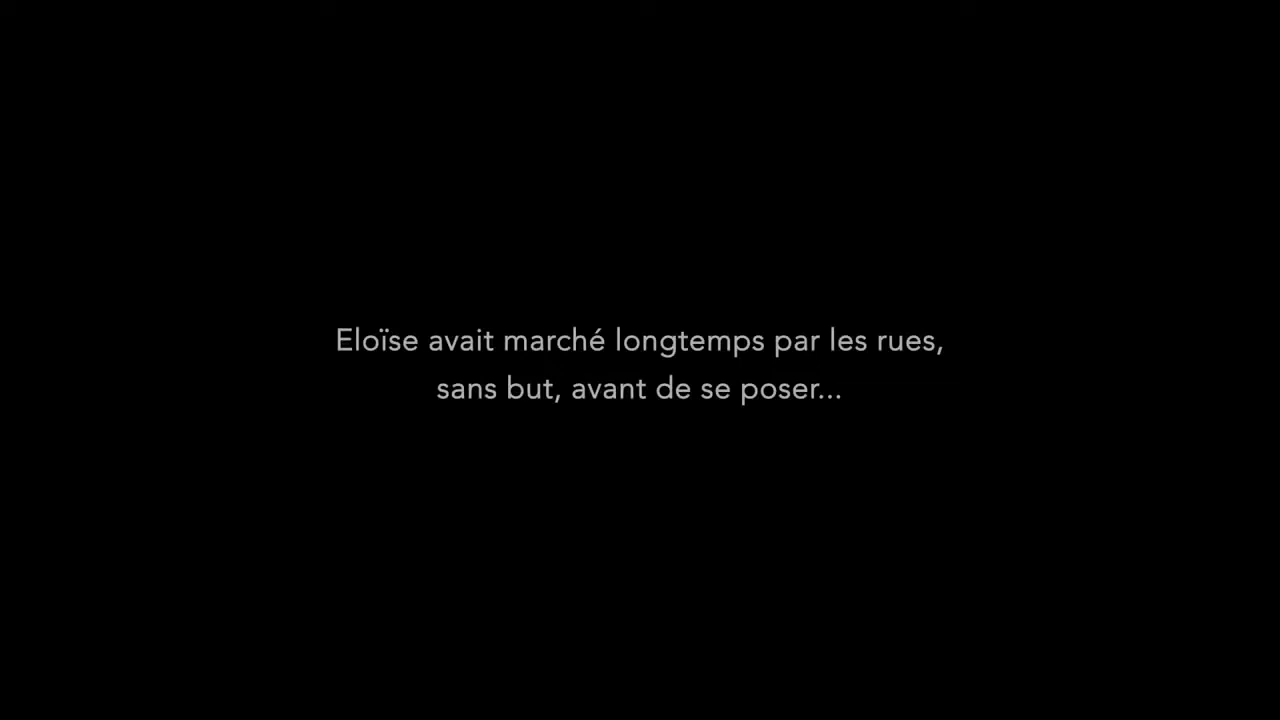 Eloïse avait marché longtemps par les rues,
sans but, avant de se poser...